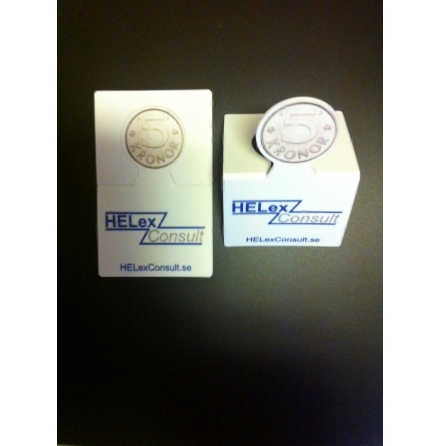 5
KRONOR
HELex
Consult
HELexConsult.se
5
KRONOR
HELex
Consult
HELexConsult.se